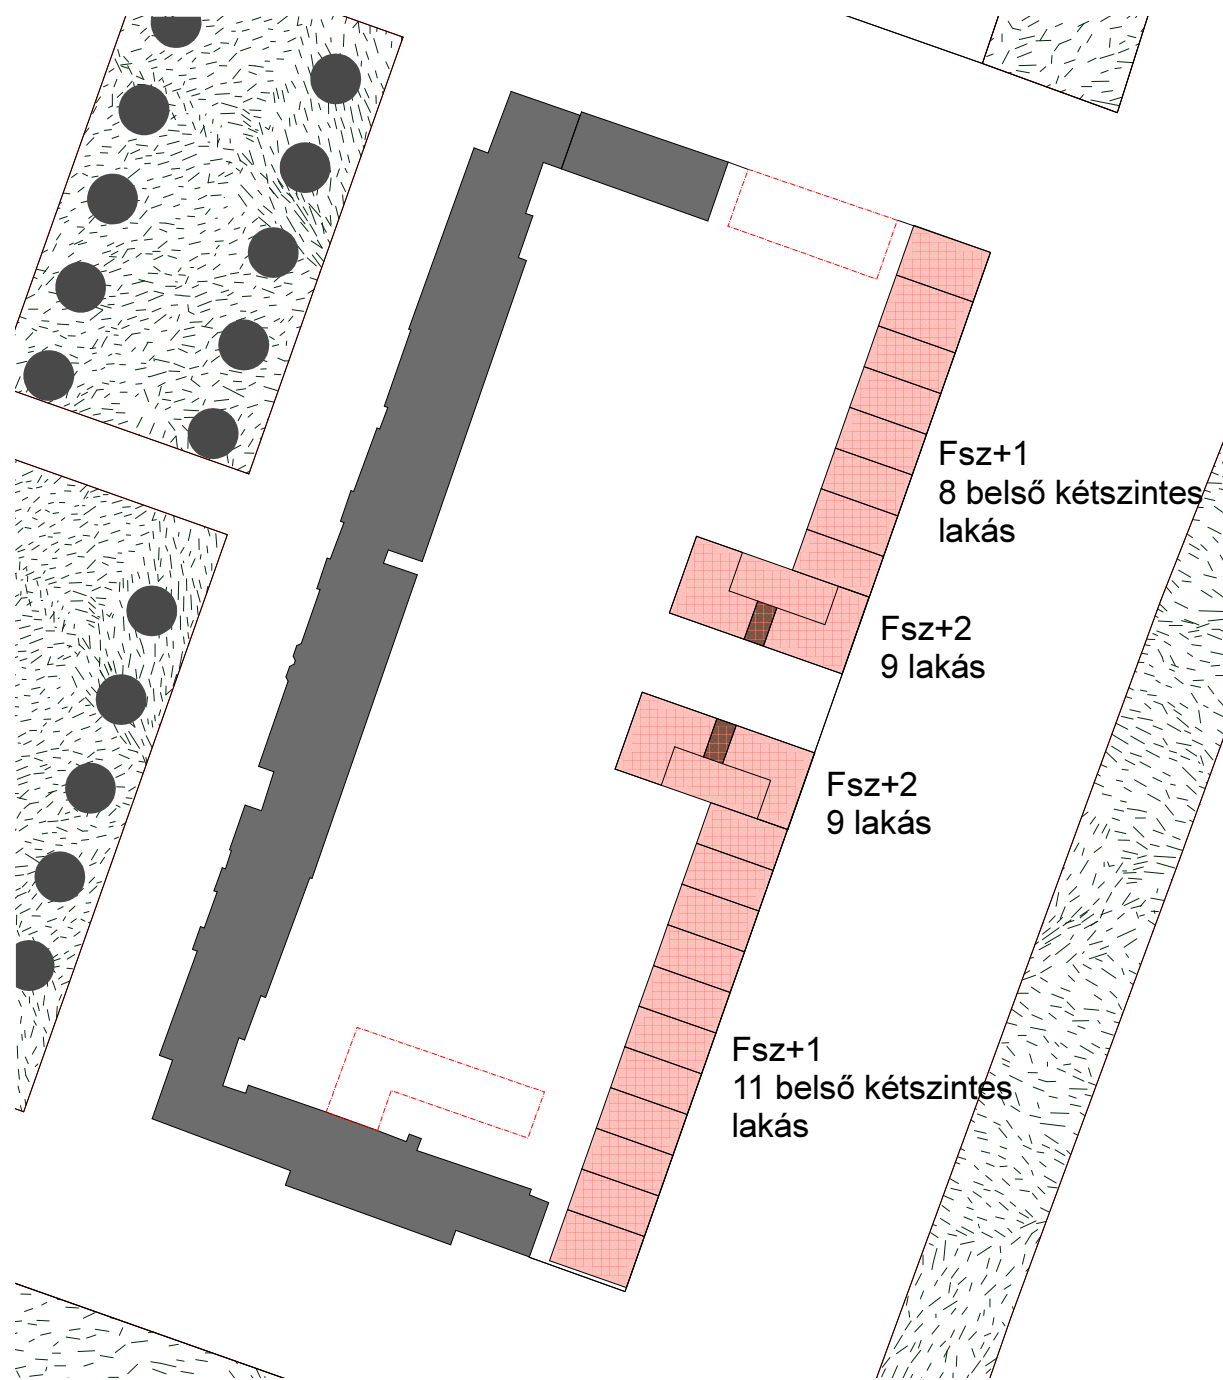 Fsz+1
8 belső kétszintes
lakás
Fsz+2
9 lakás
Fsz+2
9 lakás
Fsz+1
11 belső kétszintes
lakás